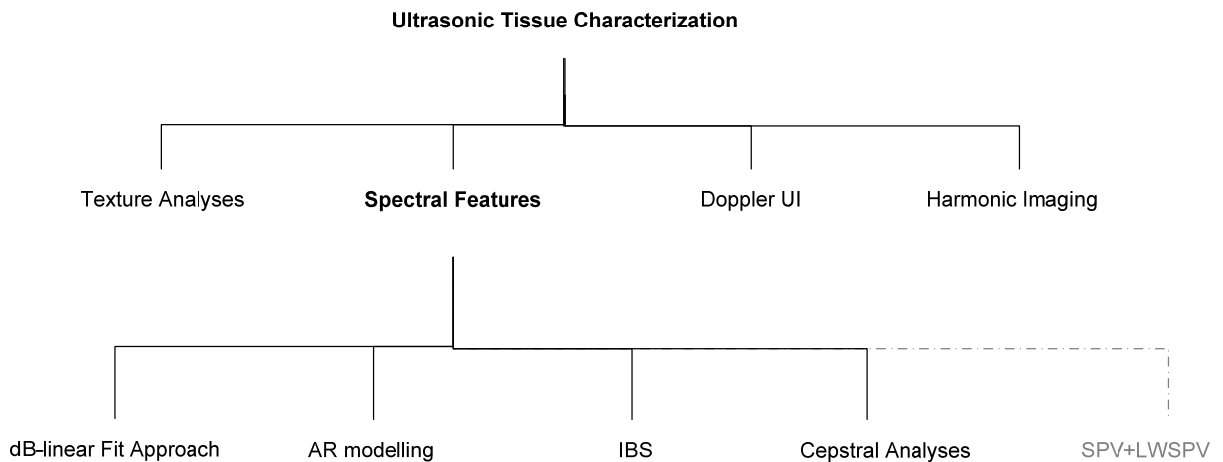 Ultrasonic Tissue Characterization
Texture Analyses
Spectral Features
Doppler UI
Harmonic Imaging
dB-linear Fit Approach
AR modelling
IBS
Cepstral Analyses
SPV+LWSPV